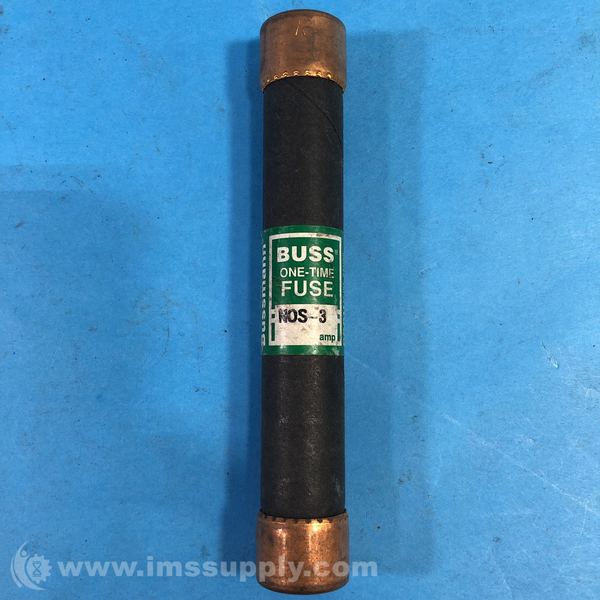 Bussmann
BUSS
ONE-TIME
FUSE
NOS-3
amp
www.imssupply.com